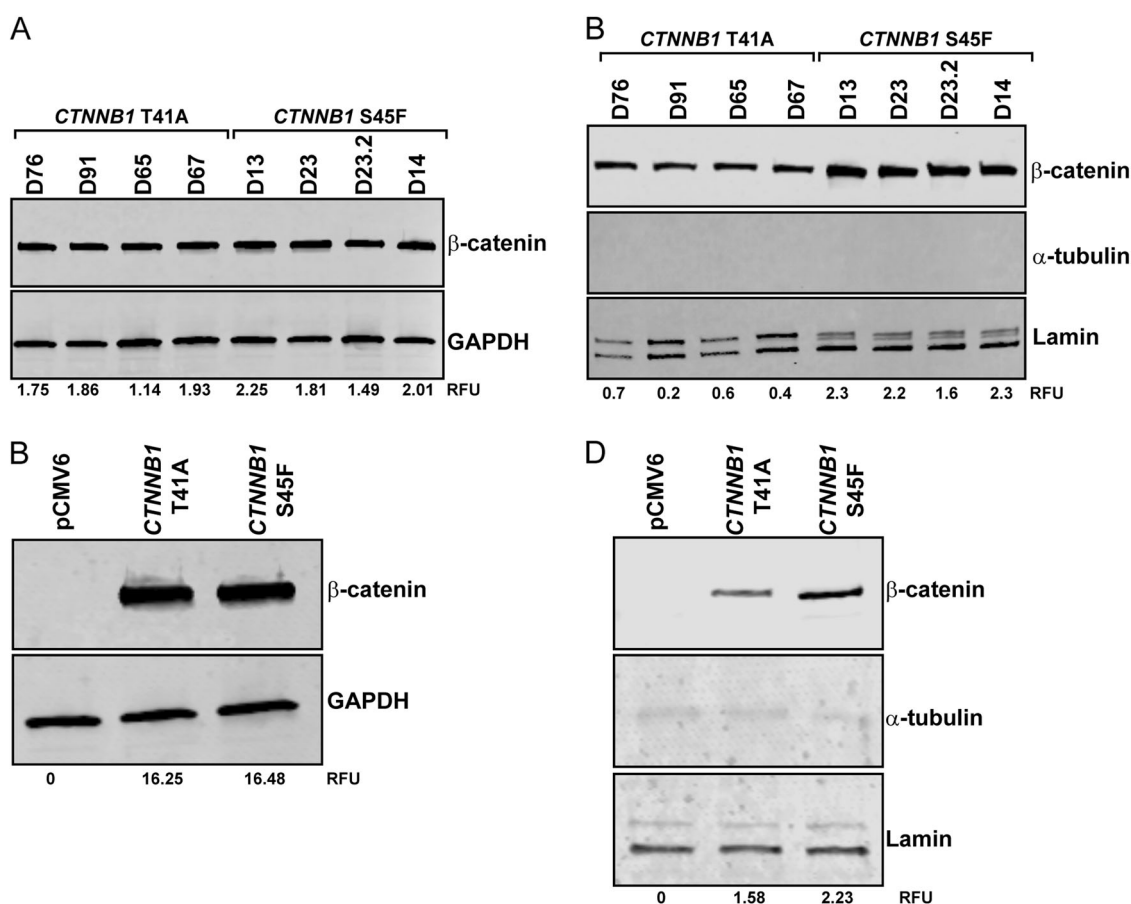 A
CTNNB1 T41A CTNNB1 S45F
D76 D91 D65 D67 D13 D23 D23.2 D14
β-catenin
GAPDH
1.75 1.86 1.14 1.93 2.25 1.81 1.49 2.01 RFU
B
CTNNB1 T41A CTNNB1 S45F
D76 D91 D65 D67 D13 D23 D23.2 D14
β-catenin
α-tubulin
Lamin
0.7 0.2 0.6 0.4 2.3 2.2 1.6 2.3 RFU
B
pCMV6
CTNNB1
T41A
CTNNB1
S45F
β-catenin
GAPDH
0 16.25 16.48 RFU
D
pCMV6
CTNNB1
T41A
CTNNB1
S45F
β-catenin
α-tubulin
Lamin
0 1.58 2.23 RFU